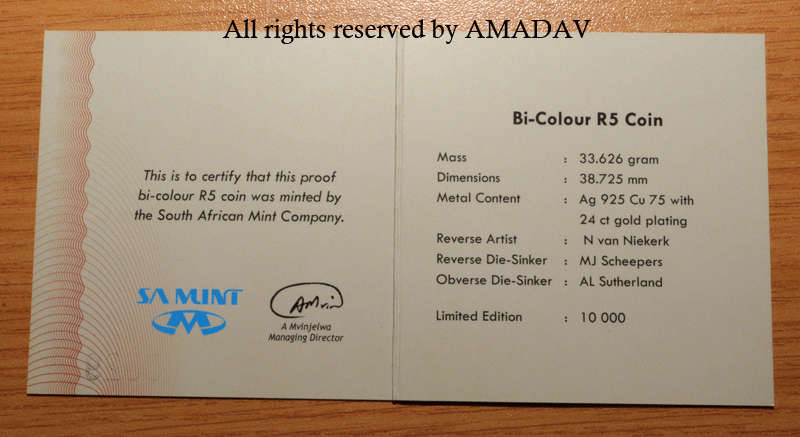 All rights reserved by AMADAV
This is to certify that this proof
bi-colour R5 coin was minted by
the South African Mint Company.
SA MINT
AMvin
A Mvinjelwa
Managing Director
Bi-Colour R5 Coin
Mass : 33.626 gram
Dimensions : 38.725 mm
Metal Content : Ag 925 Cu 75 with
24 ct gold plating
Reverse Artist : N van Niekerk
Reverse Die-Sinker : MJ Scheepers
Obverse Die-Sinker : AL Sutherland
Limited Edition : 10 000